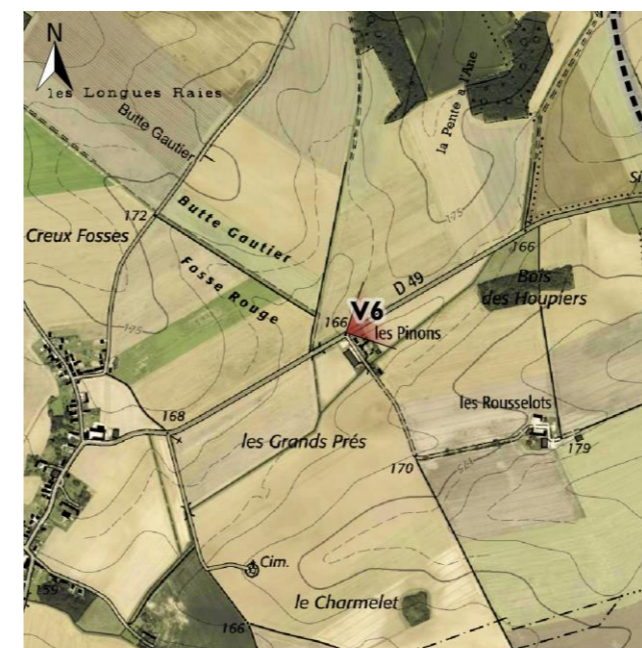 N
les Longues Raies
Butte Gautier
la Pente à l'Ane
175
172
Butte Gautier
166
Creux Fosses
Fosse Rouge
D 49
Bois
des Houpiers
V6
166
les Pinons
175
168
les Rousselots
les Grands Prés
179
170
175
Cim.
159
le Charmelet
166